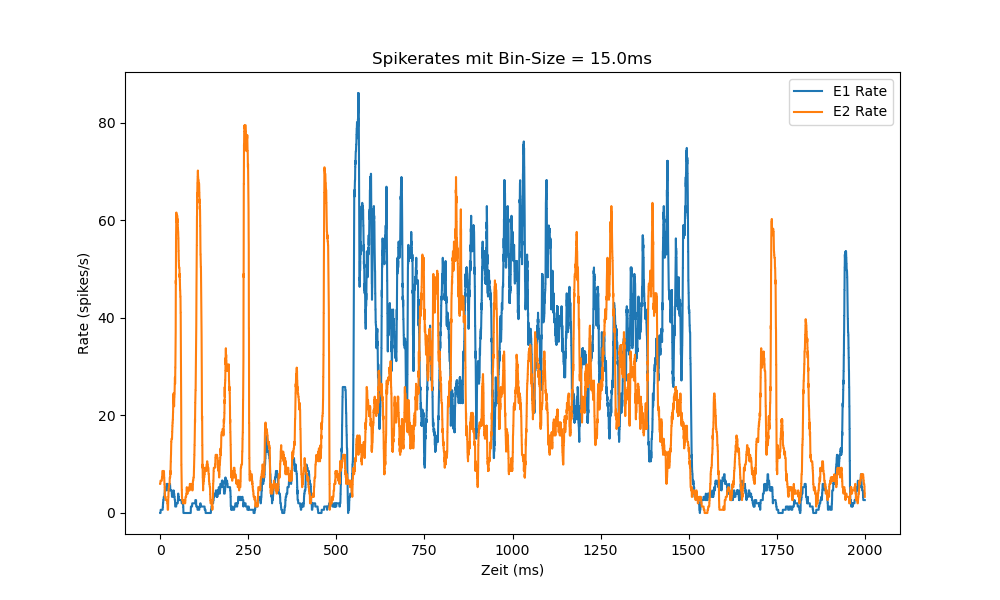 Spikerates mit Bin-Size = 15.0ms
E1 Rate
E2 Rate
80
60
40
20
0
Rate (spikes/s)
0 250 500 750 1000 1250 1500 1750 2000
Zeit (ms)